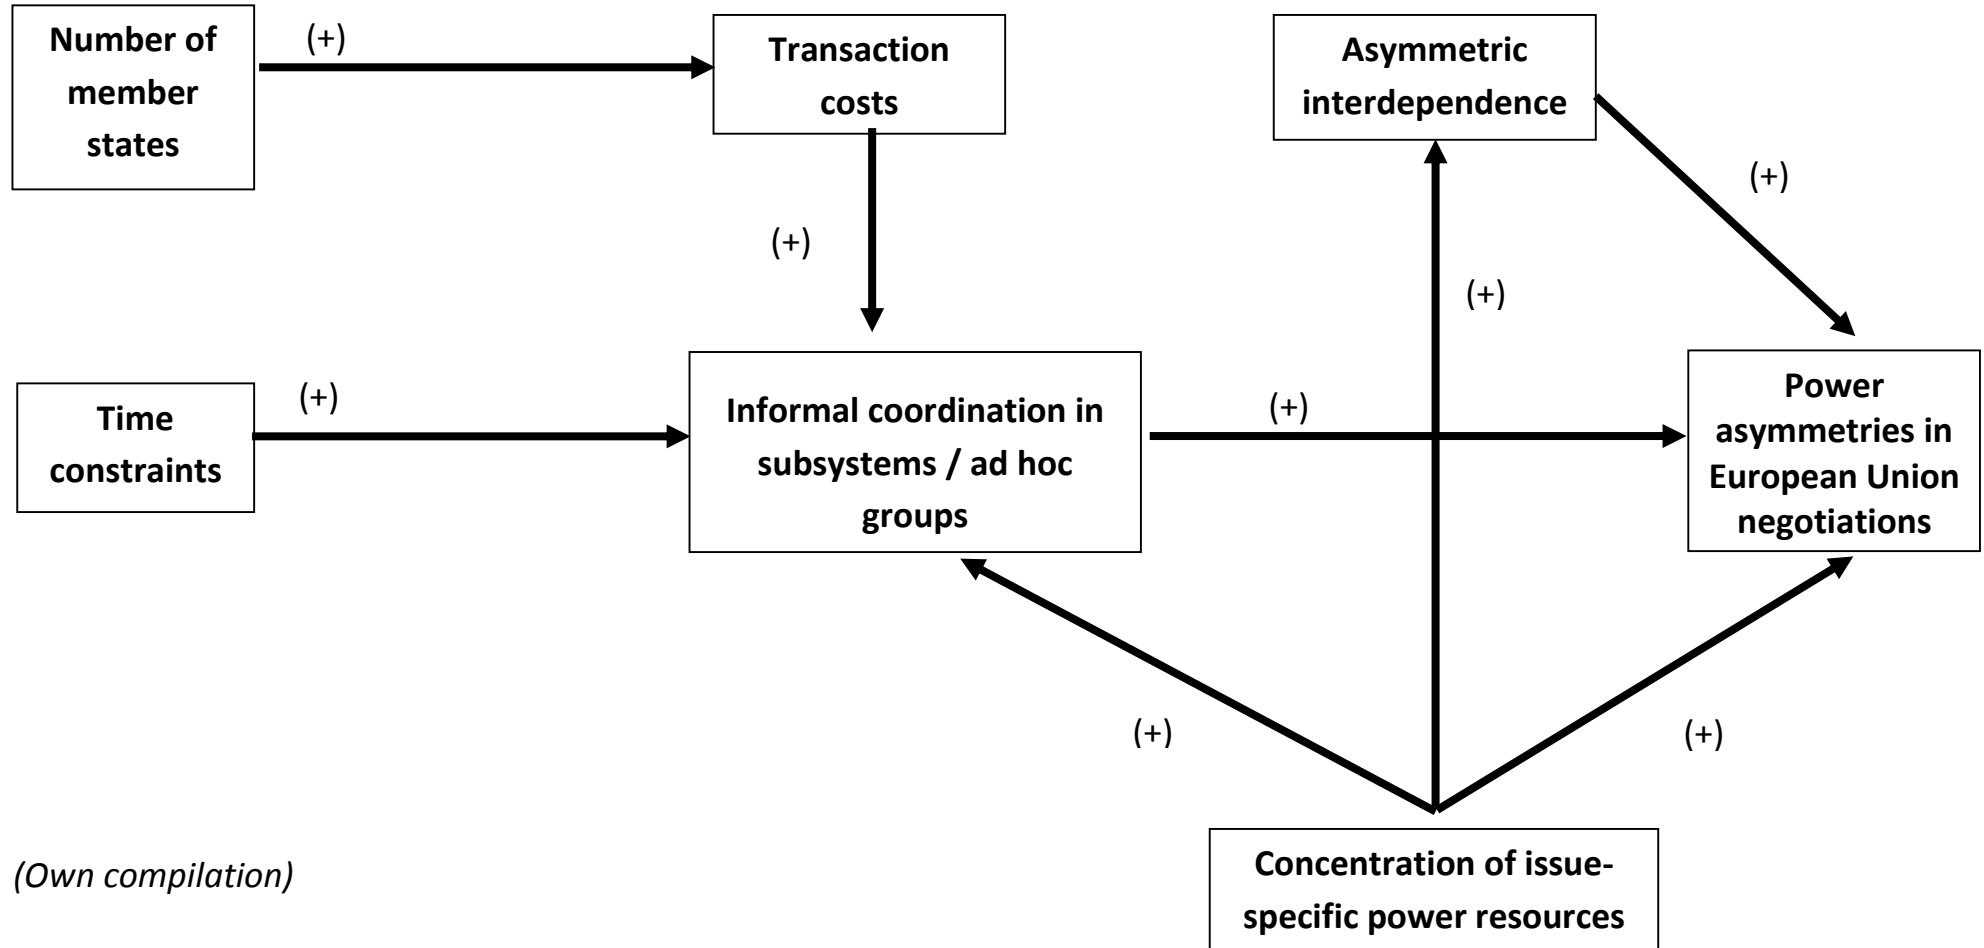 Number of
member
states
(+)
Transaction
costs
Asymmetric
interdependence
(+)
(+)
(+)
Time
constraints
(+)
Informal coordination in
subsystems / ad hoc
groups
(+)
Power
asymmetries in
European Union
negotiations
(+)
(+)
Concentration of issue-
specific power resources
(Own compilation)